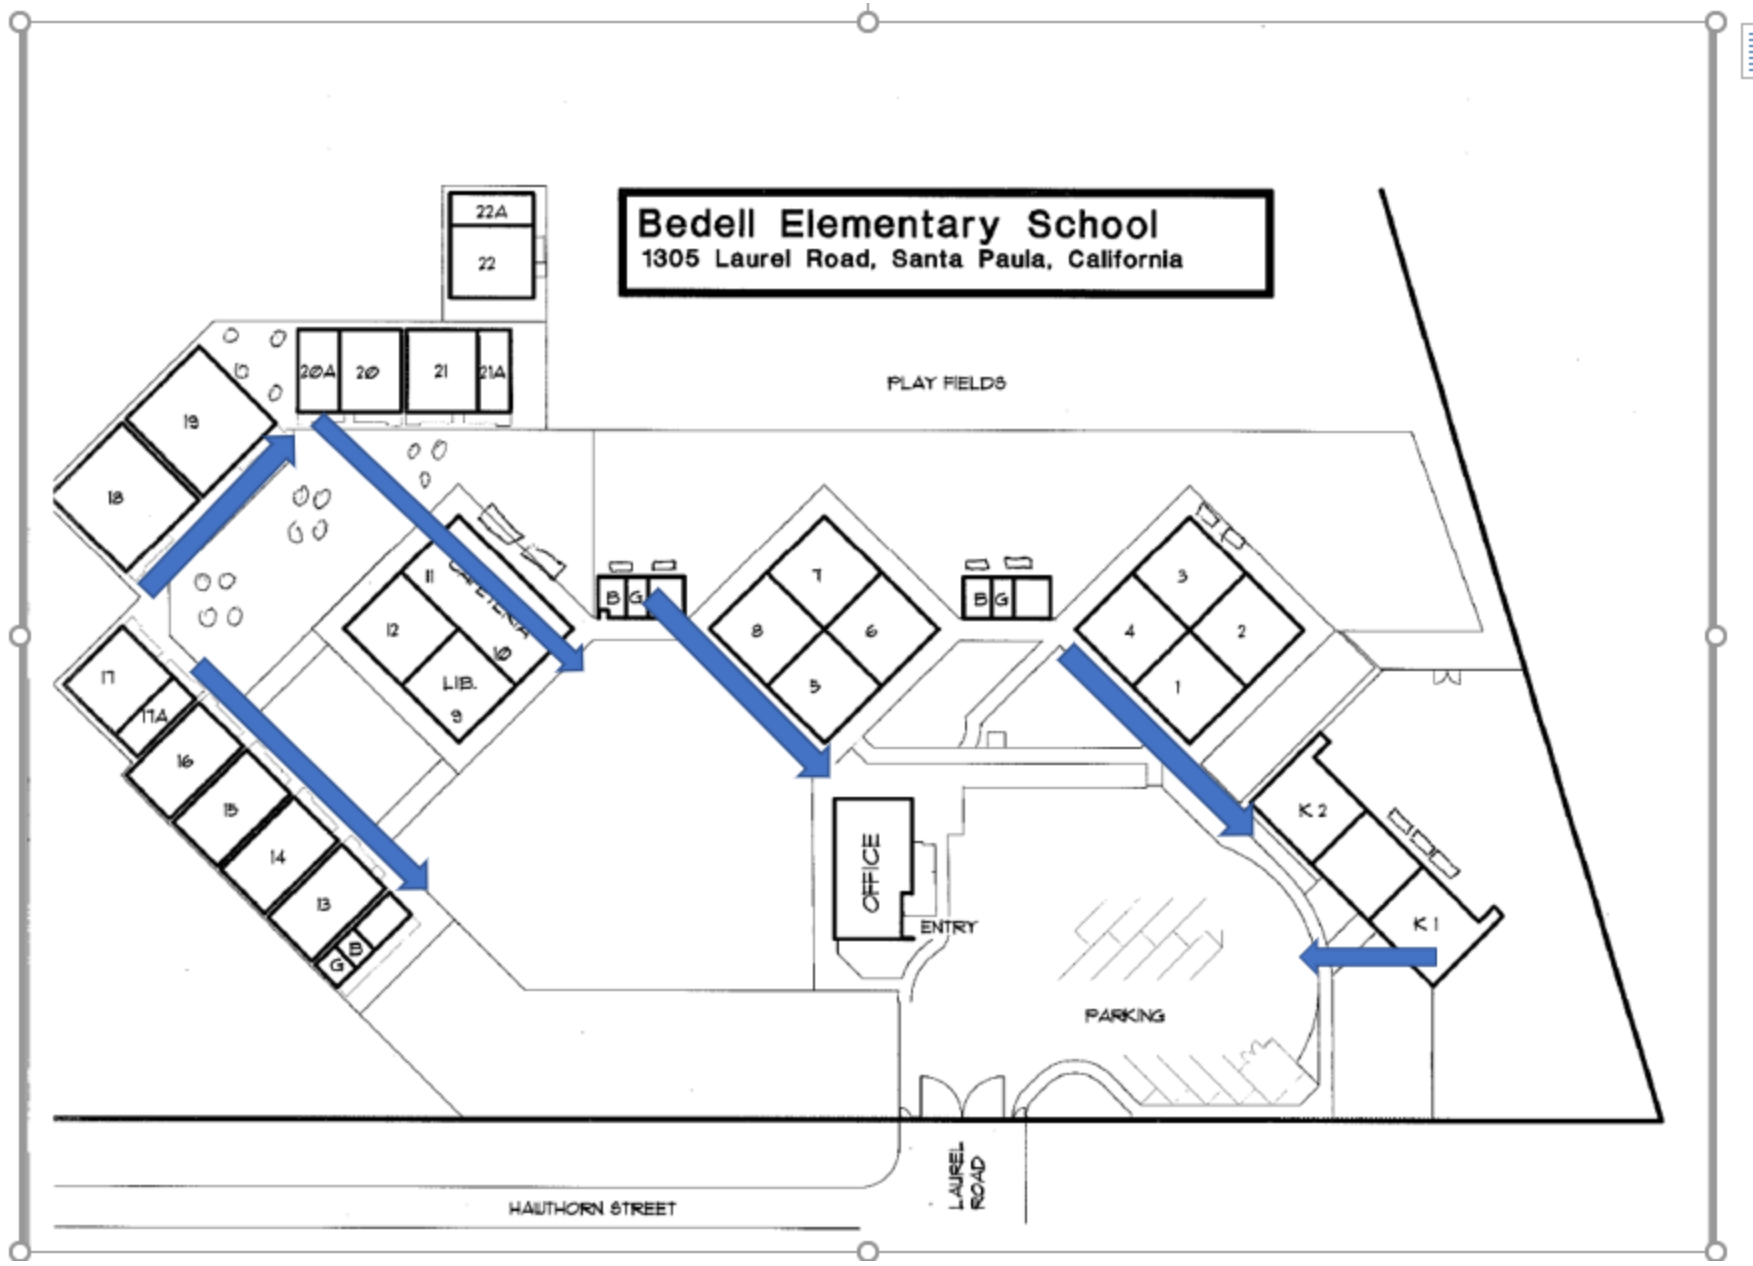 22A
22
Bedell Elementary School
1305 Laurel Road, Santa Paula, California
20A 20 21 21A
PLAY FIELDS
19
18
11
CAFETERIA
10
12
LIB.
9
B G
7
8 6
5
B G
3
4 2
1
17
17A
16
15
14
13
B
G
K 2
K 1
OFFICE
ENTRY
PARKING
LAUREL
ROAD
HAWTHORN STREET